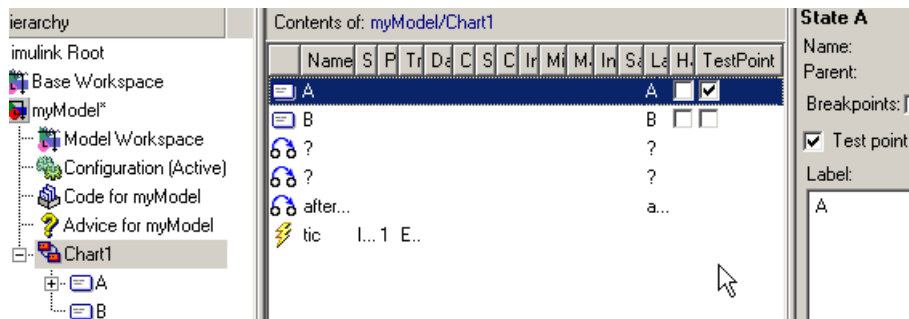 ierarchy
imulink Root
Base Workspace
myModel*
Model Workspace
Configuration (Active)
Code for myModel
Advice for myModel
Chart1
A
B
Contents of: myModel/Chart1
Name S P Tr Da C S C Ir Mi M In Sa La H TestPoint
A A
B B
? ?
? ?
after... a...
tic I... 1 E..
State A
Name:
Parent:
Breakpoints:
Test point
Label:
A